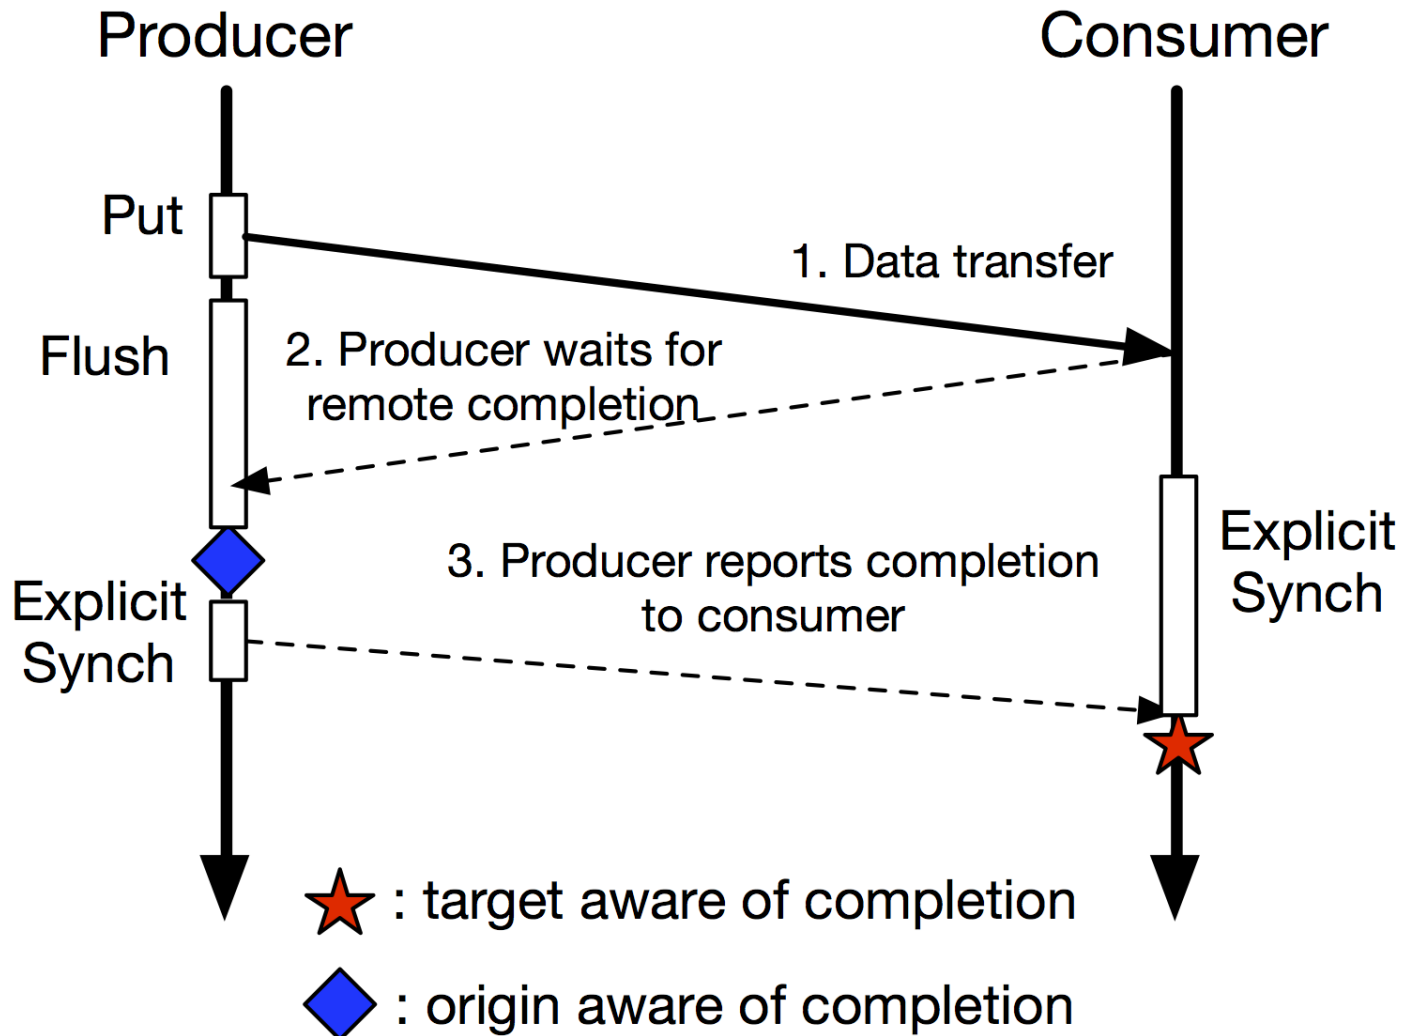 Producer
Consumer
Put
1. Data transfer
Flush
2. Producer waits for
remote completion
Explicit
Synch
3. Producer reports completion
to consumer
Explicit
Synch
: target aware of completion
: origin aware of completion